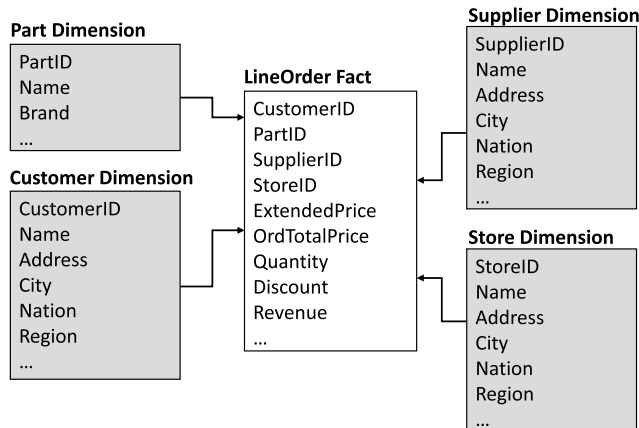 Part Dimension
PartID
Name
Brand
...
Customer Dimension
CustomerID
Name
Address
City
Nation
Region
...
LineOrder Fact
CustomerID
PartID
SupplierID
StoreID
ExtendedPrice
OrdTotalPrice
Quantity
Discount
Revenue
...
Supplier Dimension
SupplierID
Name
Address
City
Nation
Region
...
Store Dimension
StoreID
Name
Address
City
Nation
Region
...